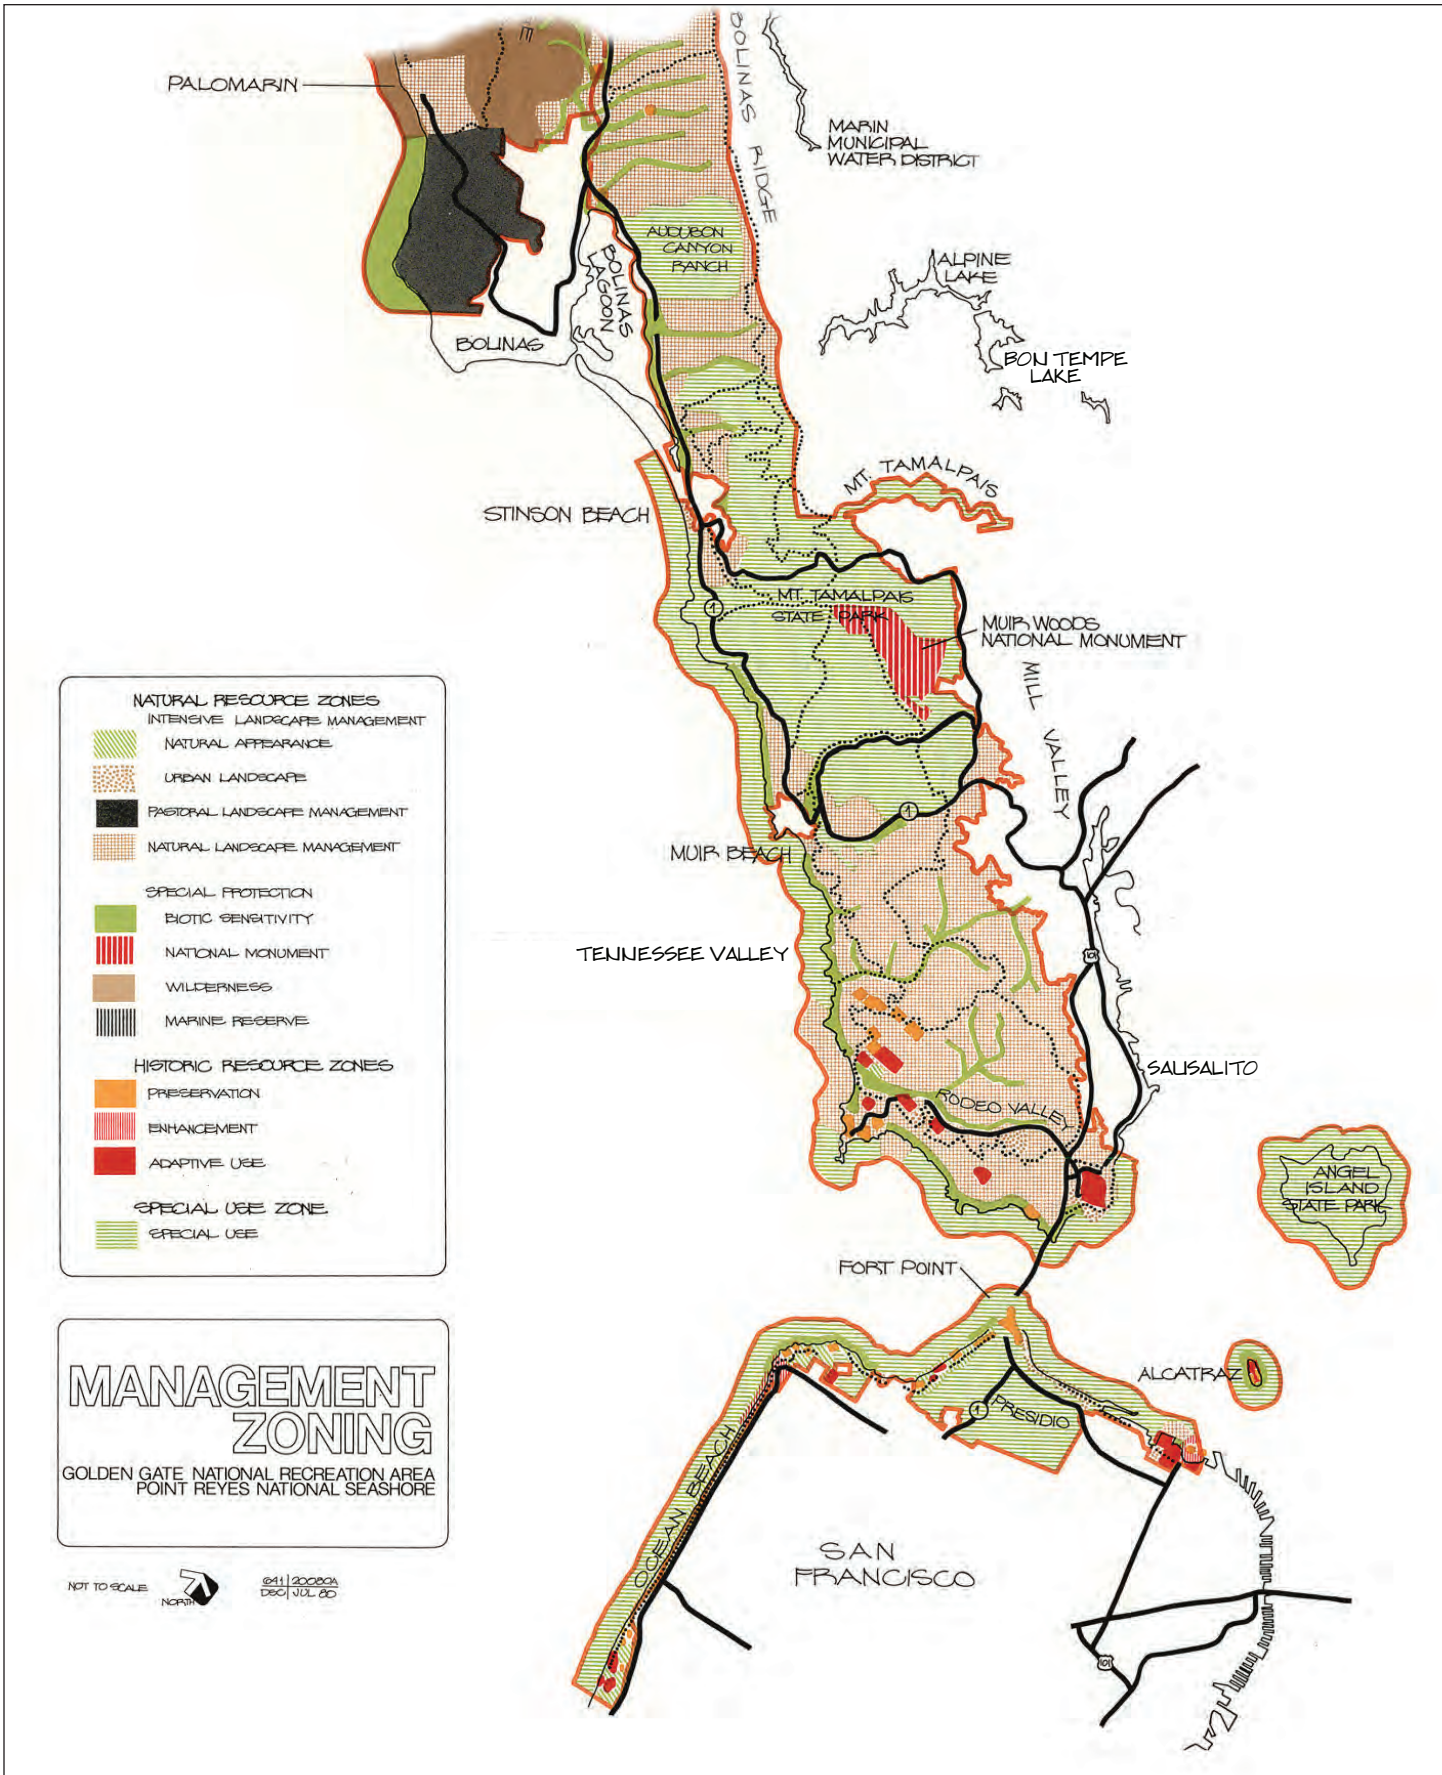 E
BOLINAS RIDGE
PALOMARIN
MARIN
MUNICIPAL
WATER DISTRICT
AUDUBON
CANYON
RANCH
BOLINAS
LAGOON
ALPINE
LAKE
BOLINAS
BON TEMPE
LAKE
MT. TAMALPAIS
STINSON BEACH
MT. TAMALPAIS
STATE PARK
1
MUIR WOODS
NATIONAL MONUMENT
MILL VALLEY
1
MUIR BEACH
TENNESSEE VALLEY
101
SAUSALITO
RODEO VALLEY
ANGEL
ISLAND
STATE PARK
FORT POINT
ALCATRAZ
1
PRESIDIO
OCEAN BEACH
SAN
FRANCISCO
101
NATURAL RESOURCE ZONES
INTENSIVE LANDSCAPE MANAGEMENT
NATURAL APPEARANCE
URBAN LANDSCAPE
PASTORAL LANDSCAPE MANAGEMENT
NATURAL LANDSCAPE MANAGEMENT
SPECIAL PROTECTION
BIOTIC SENSITIVITY
NATIONAL MONUMENT
WILDERNESS
MARINE RESERVE
HISTORIC RESOURCE ZONES
PRESERVATION
ENHANCEMENT
ADAPTIVE USE
SPECIAL USE ZONE
SPECIAL USE
MANAGEMENT
ZONING
GOLDEN GATE NATIONAL RECREATION AREA
POINT REYES NATIONAL SEASHORE
NOT TO SCALE
NORTH
641 | 20080A
DSC | JUL 80